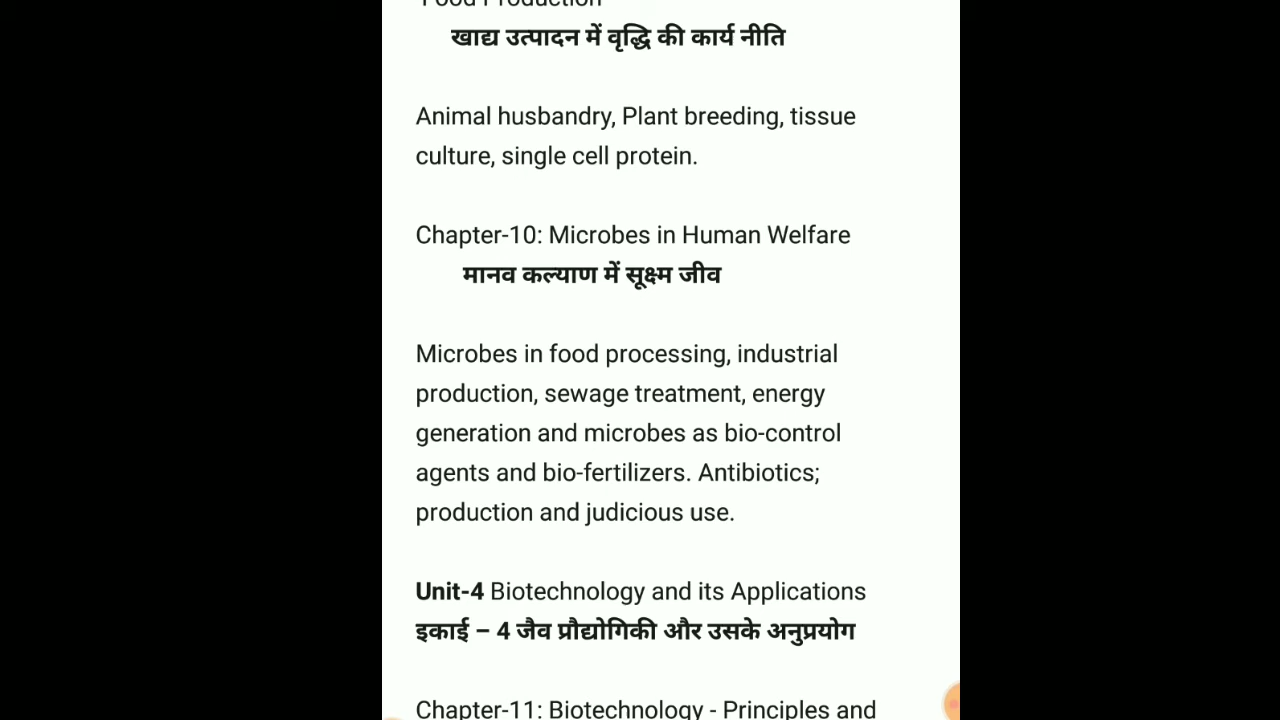 Food Production
खाद्य उत्पादन में वृद्धि की कार्य नीति
Animal husbandry, Plant breeding, tissue
culture, single cell protein.
Chapter-10: Microbes in Human Welfare
मानव कल्याण में सूक्ष्म जीव
Microbes in food processing, industrial
production, sewage treatment, energy
generation and microbes as bio-control
agents and bio-fertilizers. Antibiotics;
production and judicious use.
Unit-4 Biotechnology and its Applications
इकाई – 4 जैव प्रौद्योगिकी और उसके अनुप्रयोग
Chapter-11: Biotechnology - Principles and